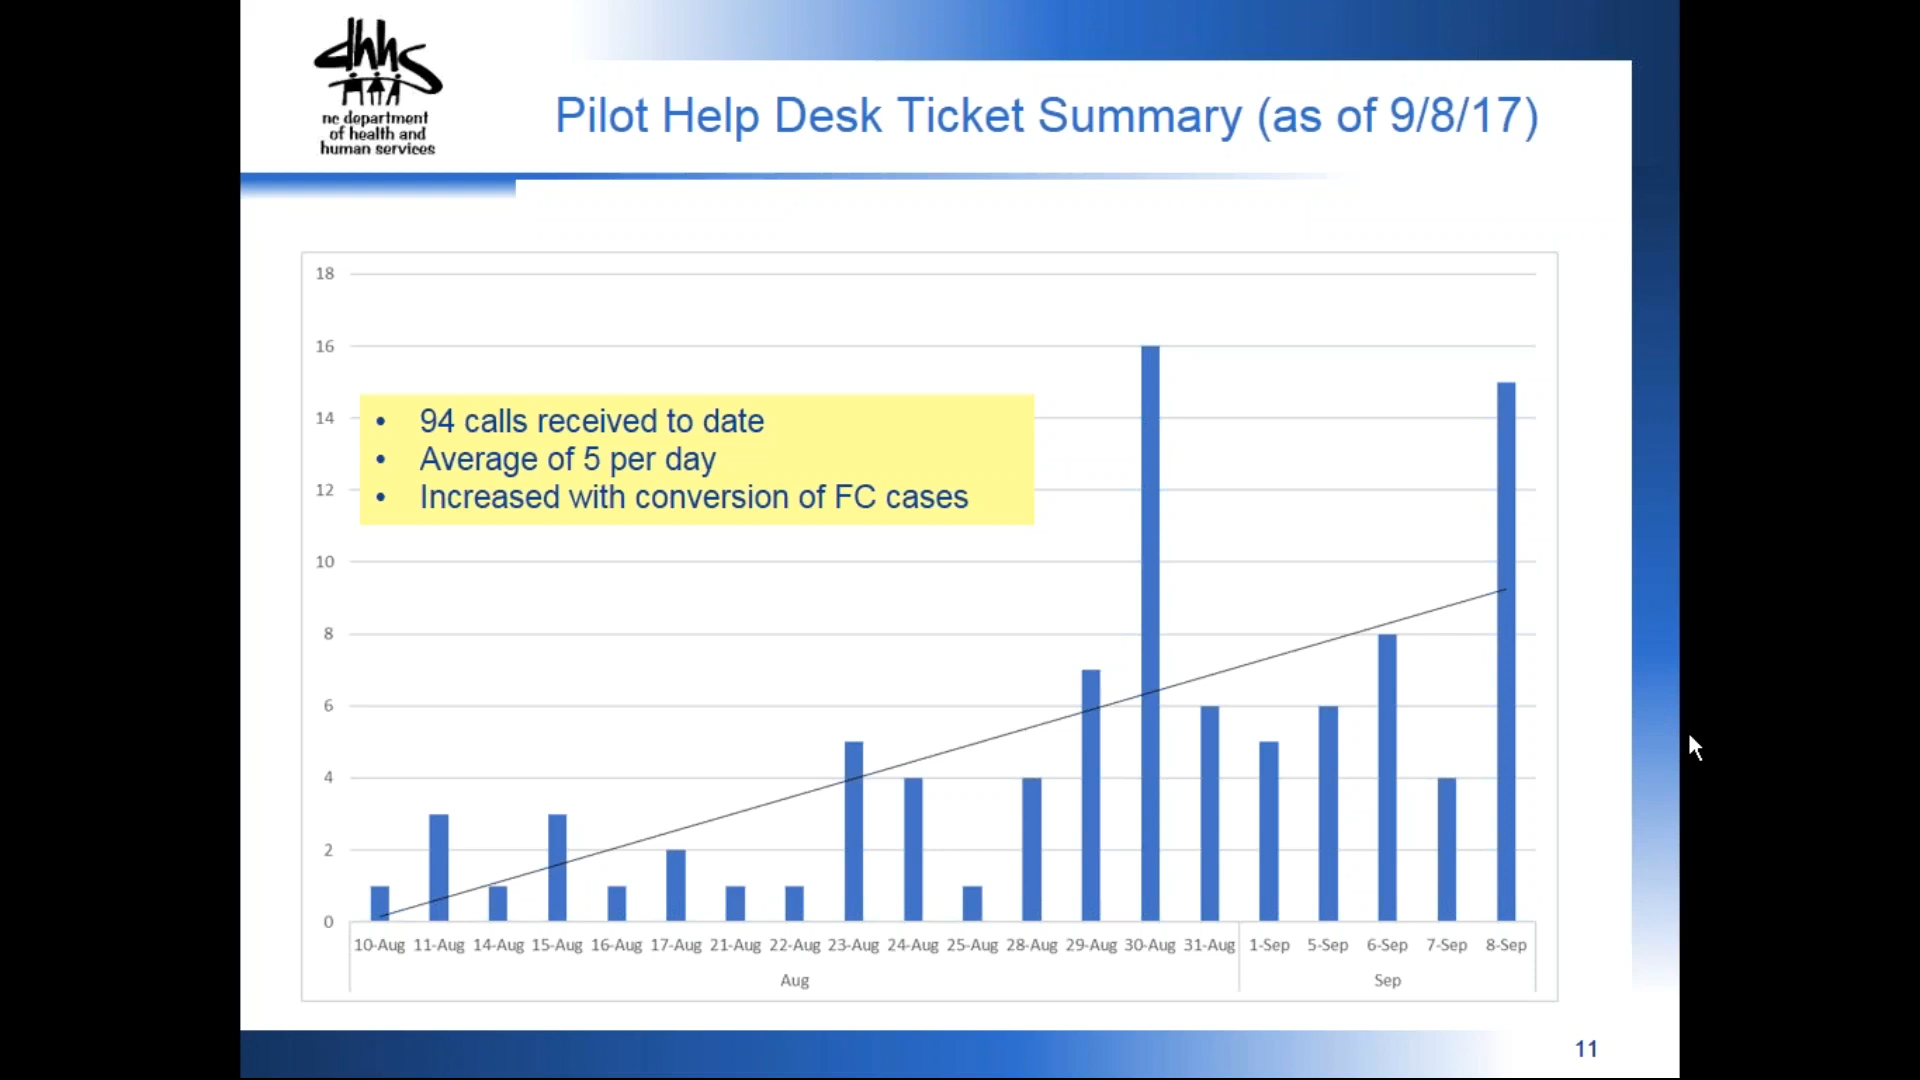 dhhs
nc department
of health and
human services
Pilot Help Desk Ticket Summary (as of 9/8/17)
18
16
14
12
10
8
6
4
2
0
• 94 calls received to date
• Average of 5 per day
• Increased with conversion of FC cases
10-Aug 11-Aug 14-Aug 15-Aug 16-Aug 17-Aug 21-Aug 22-Aug 23-Aug 24-Aug 25-Aug 28-Aug 29-Aug 30-Aug 31-Aug 1-Sep 5-Sep 6-Sep 7-Sep 8-Sep
Aug Sep
11